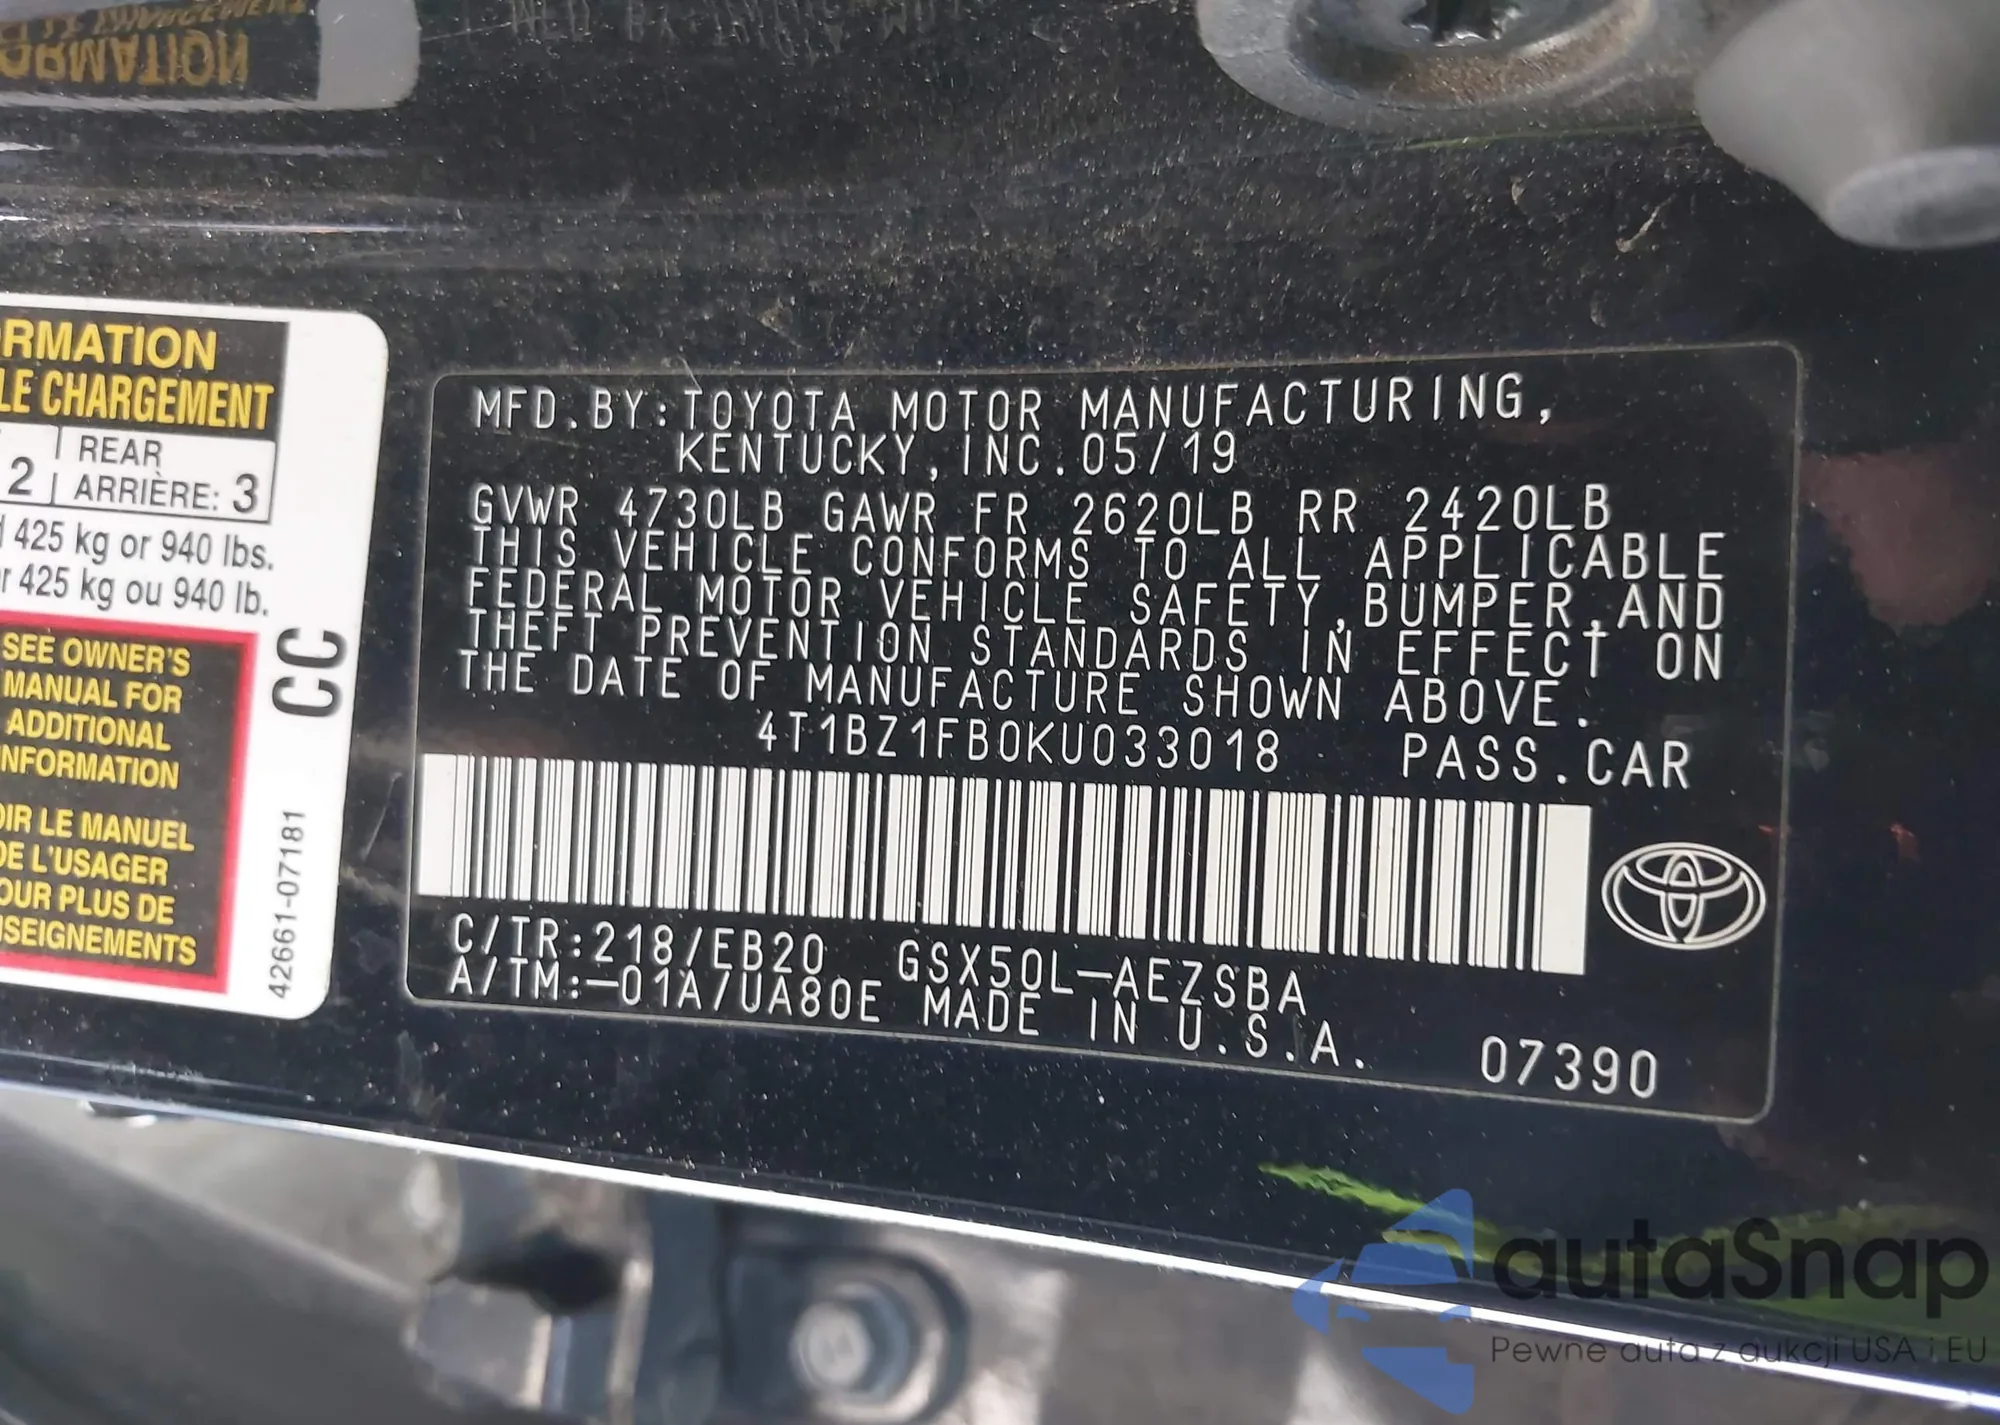 RMATION
LE CHARGEMENT
2 REAR
ARRIÈRE: 3
425 kg or 940 lbs.
r 425 kg ou 940 lb.
SEE OWNER'S
MANUAL FOR
ADDITIONAL
NFORMATION
OIR LE MANUEL
DE L'USAGER
OUR PLUS DE
SEIGNEMENTS
CC
42661-07181
MFD.BY:TOYOTA MOTOR MANUFACTURING,
KENTUCKY,INC.05/19
GVWR 4730LB GAWR FR 2620LB RR 2420LB
THIS VEHICLE CONFORMS TO ALL APPLICABLE
FEDERAL MOTOR VEHICLE SAFETY,BUMPER,AND
THEFT PREVENTION STANDARDS IN EFFECT ON
THE DATE OF MANUFACTURE SHOWN ABOVE.
4T1BZ1FB0KU033018 PASS.CAR
C/TR:218/EB20 GSX50L-AEZSBA
A/TM:-01A/UA80E MADE IN U.S.A.
07390
autaSnap
Pewne auta z aukcji USA i EU